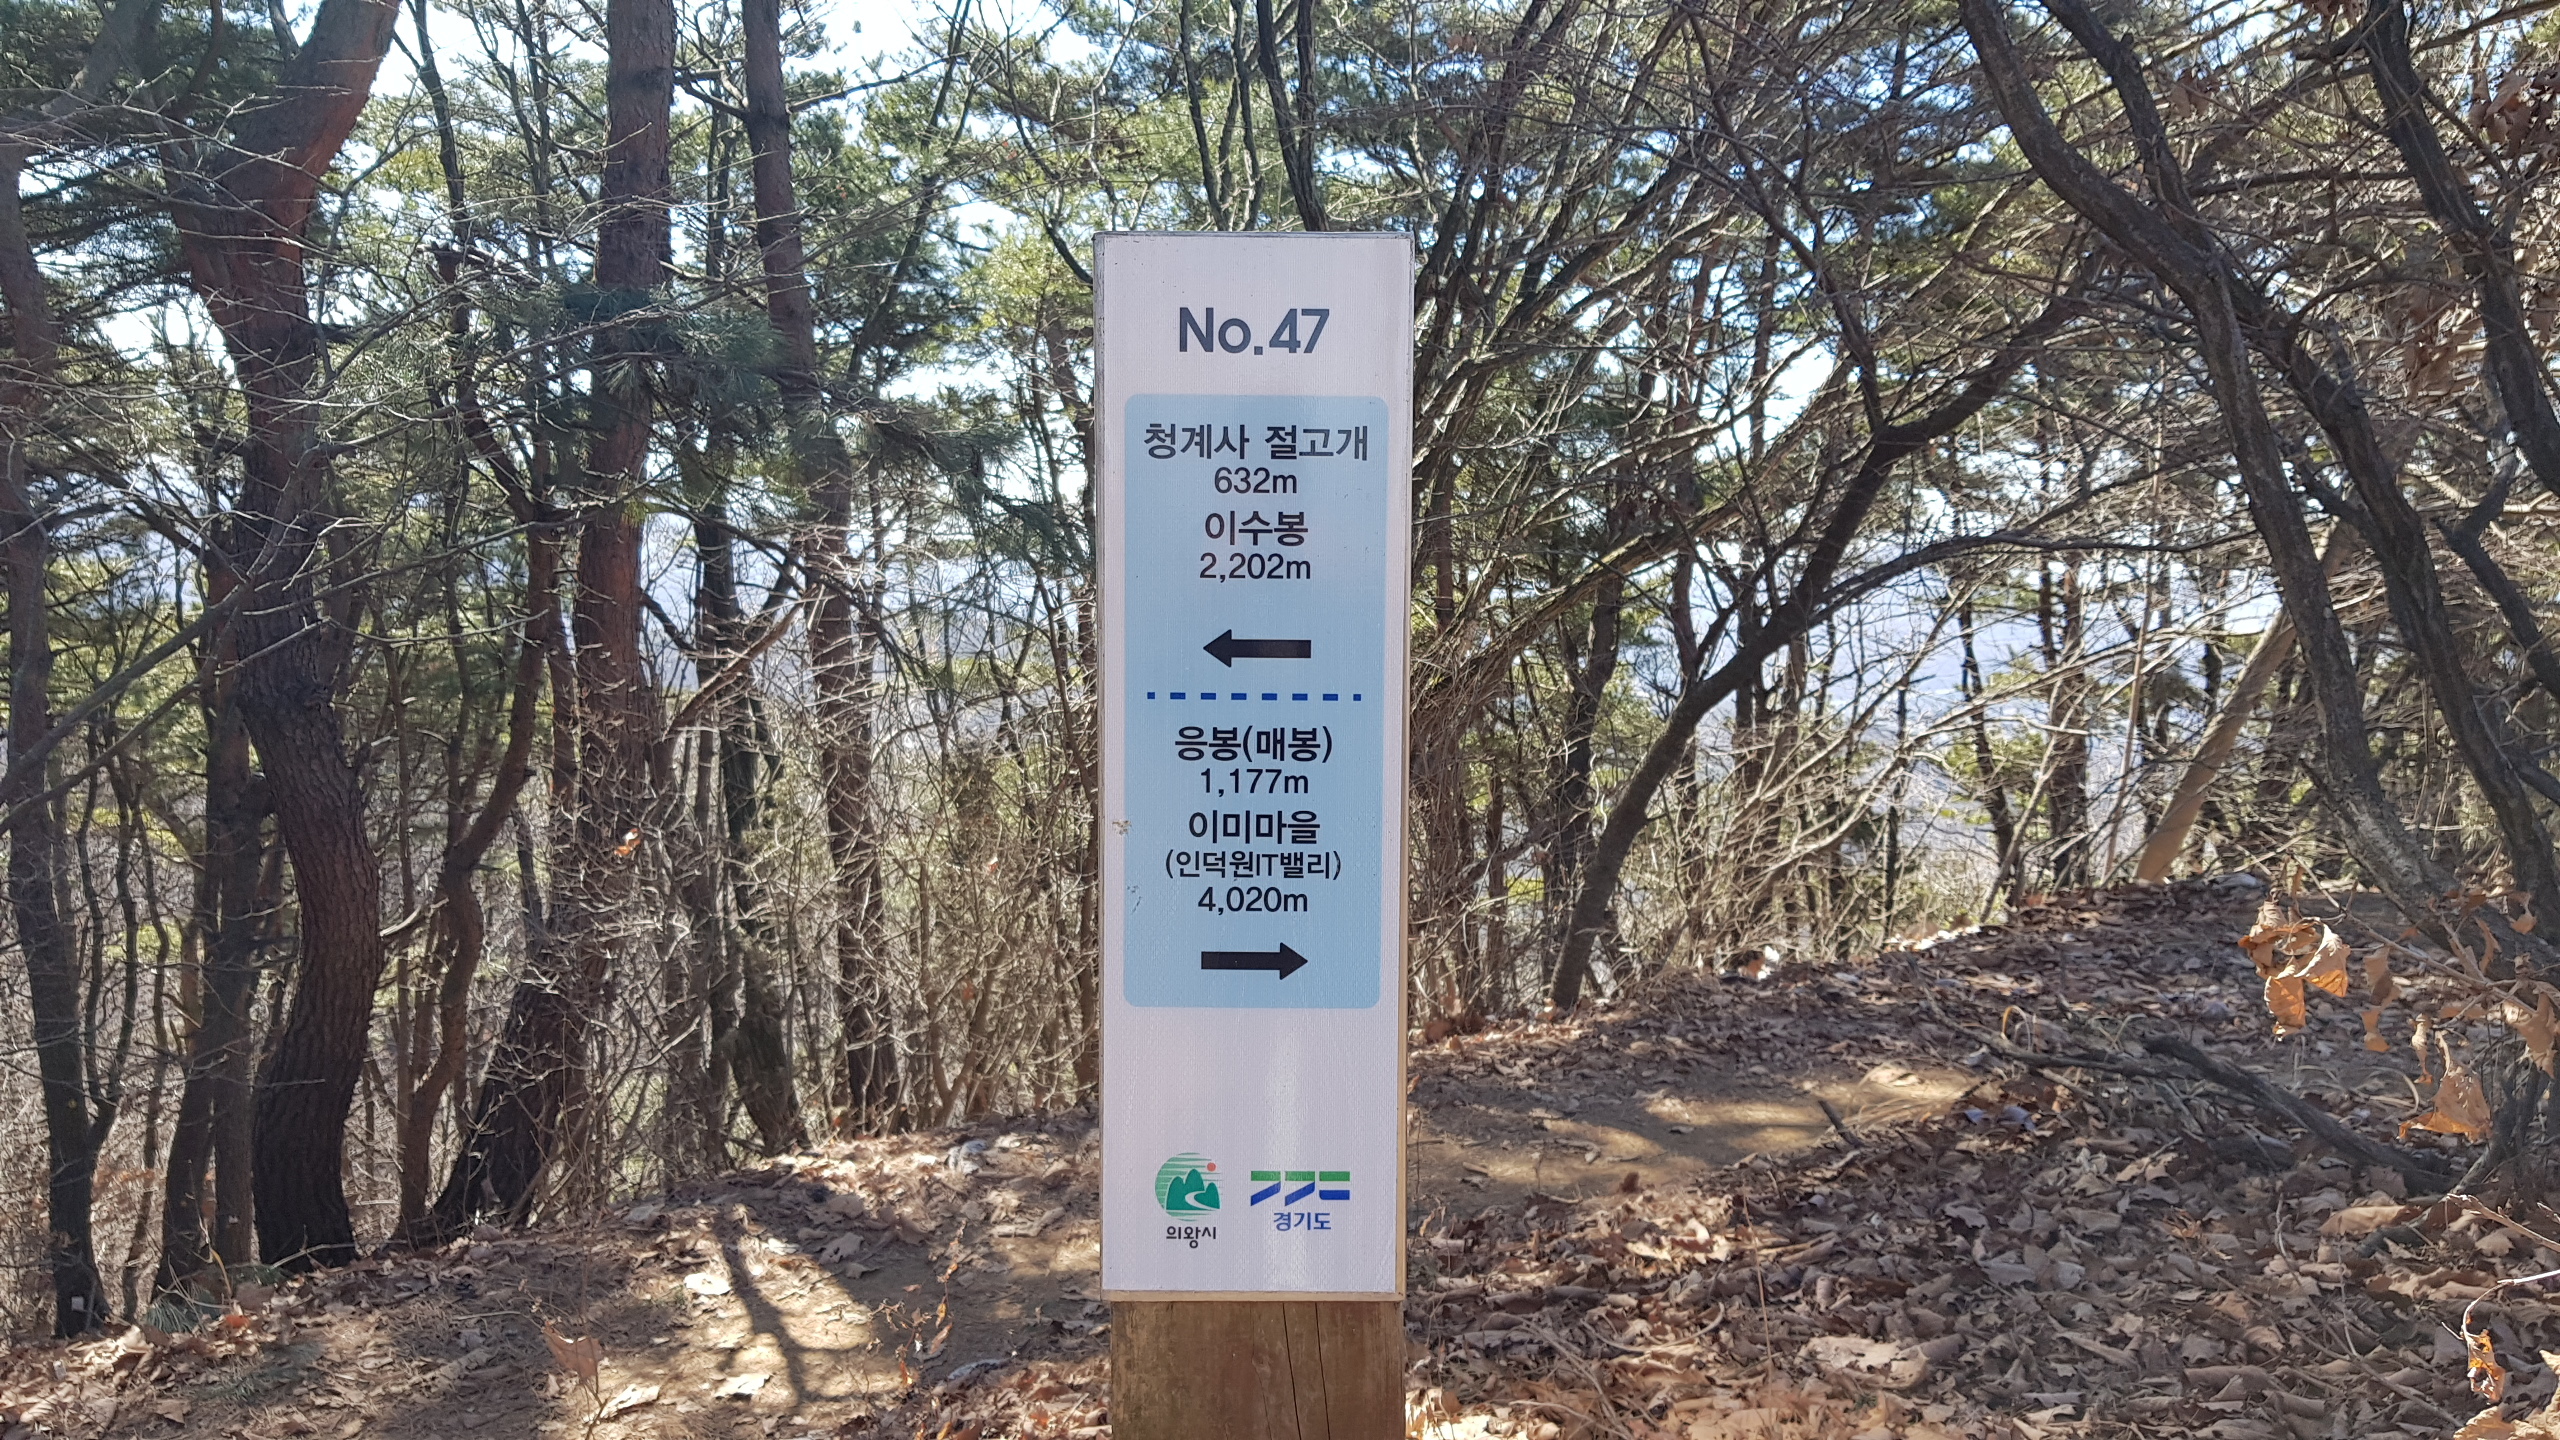 No.47
청계사 절고개
632m
이수봉
2,202m
응봉(매봉)
1,177m
이미마을
(인덕원IT밸리)
4,020m
의왕시
경기도